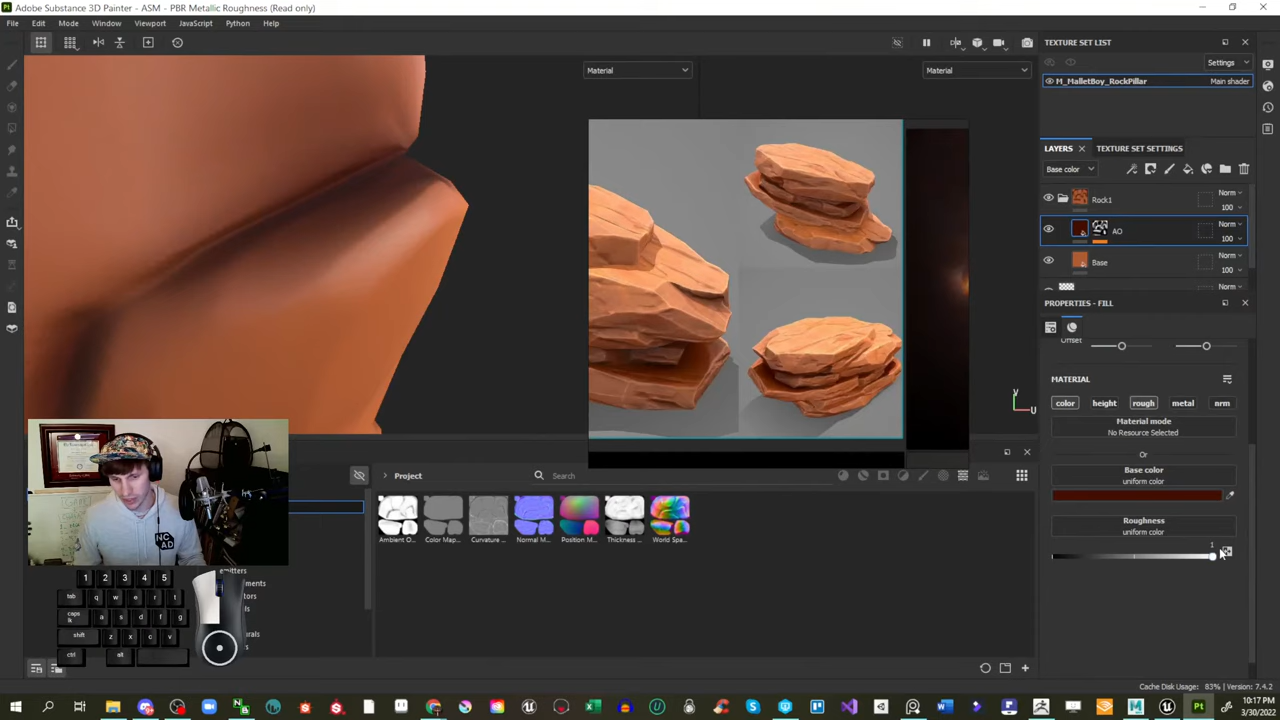 Adobe Substance 3D Painter - ASM - PBR Metallic Roughness (Read only)
File Edit Mode Window Viewport JavaScript Python Help
Material
Material
TEXTURE SET LIST
Settings
M_MalletBoy_RockPillar Main shader
LAYERS TEXTURE SET SETTINGS
Base color
Rock1 Norm 100
AO Norm 100
Base Norm 100
PROPERTIES - FILL
Offset
MATERIAL
color height rough metal nrm
Material mode
No Resource Selected
Or
Base color
uniform color
Roughness
uniform color
1
Y
U
Project Search
Ambient O... Color Map... Curvature ... Normal M... Position M... Thickness ... World Spa...
NC
AD
1 2 3 4 5
tab q w e r t
caps lk a s d f g
shift z x c v
ctrl alt
Cache Disk Usage: 83% | Version: 7.4.2
10:17 PM
3/30/2022